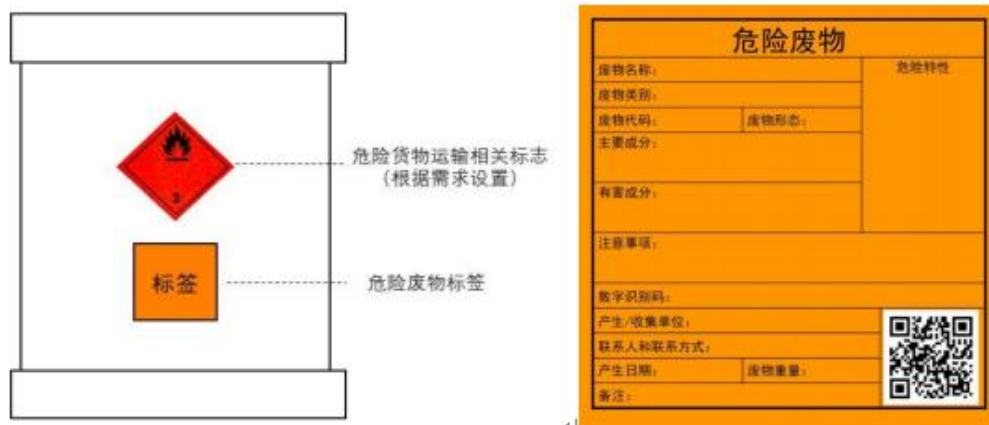 3
危险货物运输相关标志
（根据需求设置）
标签
危险废物标签
危险废物
废物名称：
危险特性
废物类别：
废物代码：
废物形态：
主要成分：
有害成分：
注意事项：
数字识别码：
产生/收集单位：
联系人和联系方式：
产生日期：
废物重量：
备注：